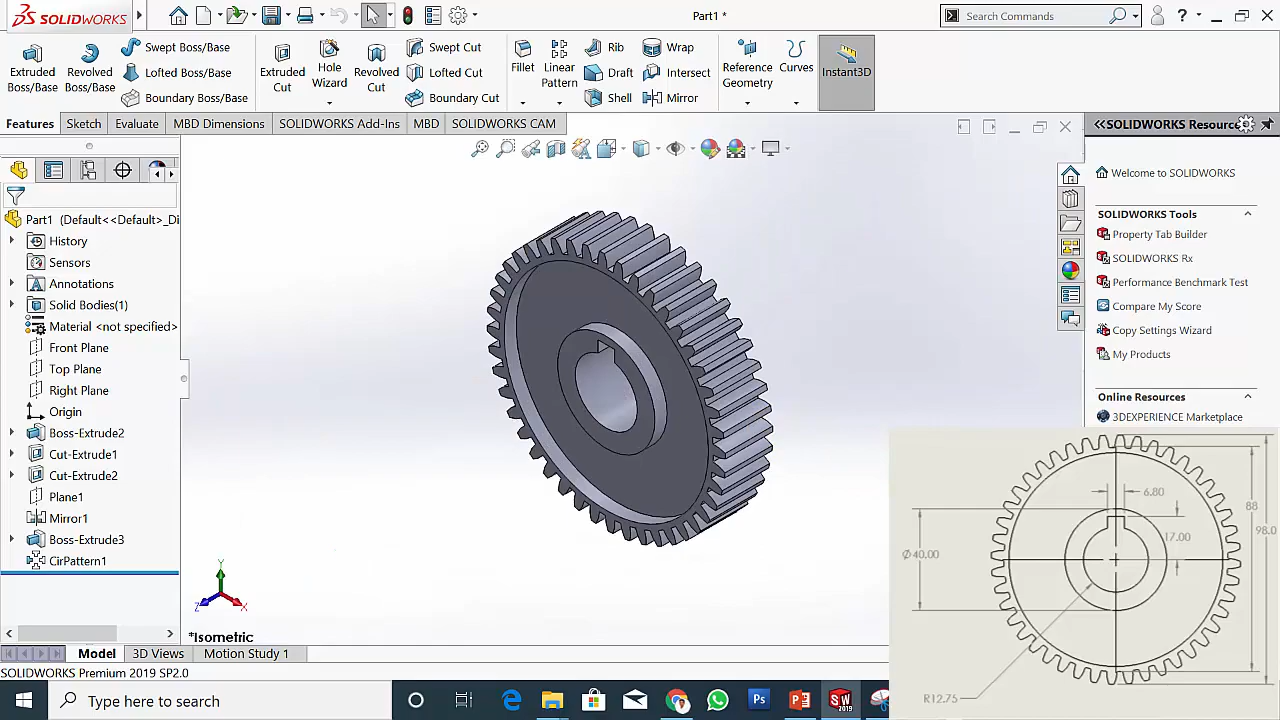 SOLIDWORKS
Part1 *
Search Commands
?
Extruded Boss/Base
Revolved Boss/Base
Swept Boss/Base
Lofted Boss/Base
Boundary Boss/Base
Extruded Cut
Hole Wizard
Revolved Cut
Swept Cut
Lofted Cut
Boundary Cut
Fillet
Linear Pattern
Rib
Draft
Shell
Wrap
Intersect
Mirror
Reference Geometry
Curves
Instant3D
Features
Sketch
Evaluate
MBD Dimensions
SOLIDWORKS Add-Ins
MBD
SOLIDWORKS CAM
Part1 (Default<<Default>_Di
History
Sensors
Annotations
Solid Bodies(1)
Material <not specified>
Front Plane
Top Plane
Right Plane
Origin
Boss-Extrude2
Cut-Extrude1
Cut-Extrude2
Plane1
Mirror1
Boss-Extrude3
CirPattern1
Y
Z
X
*Isometric
<<SOLIDWORKS Resource
Welcome to SOLIDWORKS
SOLIDWORKS Tools
Property Tab Builder
SOLIDWORKS Rx
Performance Benchmark Test
Compare My Score
Copy Settings Wizard
My Products
Online Resources
3DEXPERIENCE Marketplace
6.80
88
98.0
17.00
Ø40.00
R12.75
Model
3D Views
Motion Study 1
SOLIDWORKS Premium 2019 SP2.0
Type here to search
Ps
SW
2019